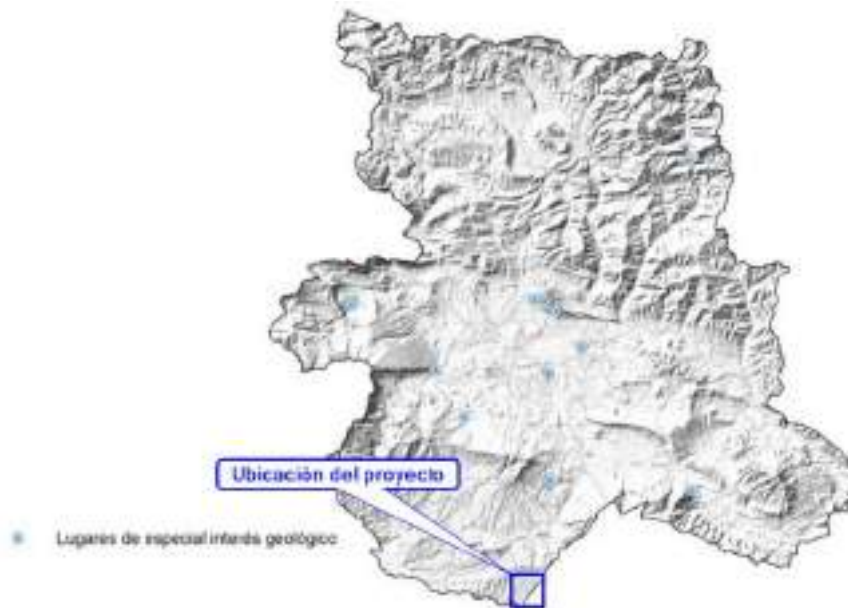 Ubicación del proyecto
Lugares de especial interés geológico